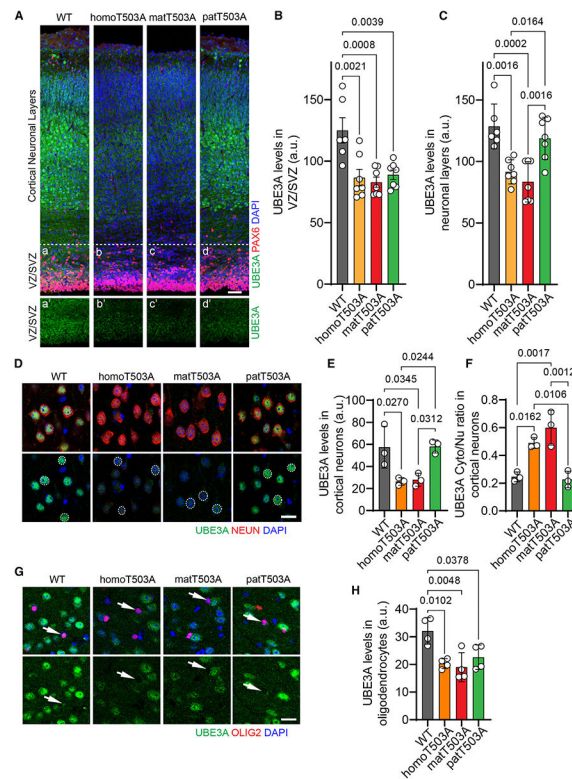 A
WT
homoT503A
matT503A
patT503A
Cortical Neuronal Layers
VZ/SVZ
a
b
c
d
UBE3A PAX6 DAPI
VZ/SVZ
a'
b'
c'
d'
UBE3A
B
UBE3A levels in
VZ/SVZ (a.u.)
0.0039
0.0008
0.0021
150
100
50
0
WT
homoT503A
matT503A
patT503A
C
UBE3A levels in
neuronal layers (a.u.)
0.0164
0.0002
0.0016
0.0016
150
100
50
0
WT
homoT503A
matT503A
patT503A
D
WT
homoT503A
matT503A
patT503A
UBE3A NEUN DAPI
E
UBE3A levels in
cortical neurons (a.u.)
0.0244
0.0345
0.0270
0.0312
100
80
60
40
20
0
WT
homoT503A
matT503A
patT503A
F
UBE3A Cyto/Nu ratio in
cortical neurons
0.0017
0.0012
0.0106
0.0162
0.8
0.6
0.4
0.2
0.0
WT
homoT503A
matT503A
patT503A
G
WT
homoT503A
matT503A
patT503A
UBE3A OLIG2 DAPI
H
UBE3A levels in
oligodendrocytes (a.u.)
0.0378
0.0048
0.0102
40
30
20
10
0
WT
homoT503A
matT503A
patT503A